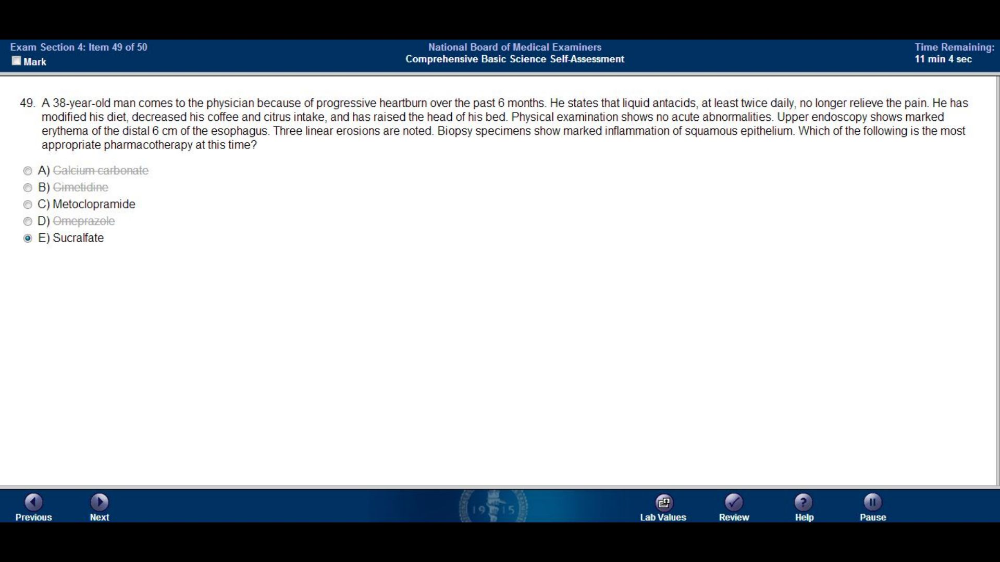 Exam Section 4: Item 49 of 50
Mark
National Board of Medical Examiners
Comprehensive Basic Science Self-Assessment
Time Remaining:
11 min 4 sec
49. A 38-year-old man comes to the physician because of progressive heartburn over the past 6 months. He states that liquid antacids, at least twice daily, no longer relieve the pain. He has
modified his diet, decreased his coffee and citrus intake, and has raised the head of his bed. Physical examination shows no acute abnormalities. Upper endoscopy shows marked
erythema of the distal 6 cm of the esophagus. Three linear erosions are noted. Biopsy specimens show marked inflammation of squamous epithelium. Which of the following is the most
appropriate pharmacotherapy at this time?
A) Calcium carbonate
B) Cimetidine
C) Metoclopramide
D) Omeprazole
E) Sucralfate
1915
Previous
Next
Lab Values
Review
Help
Pause